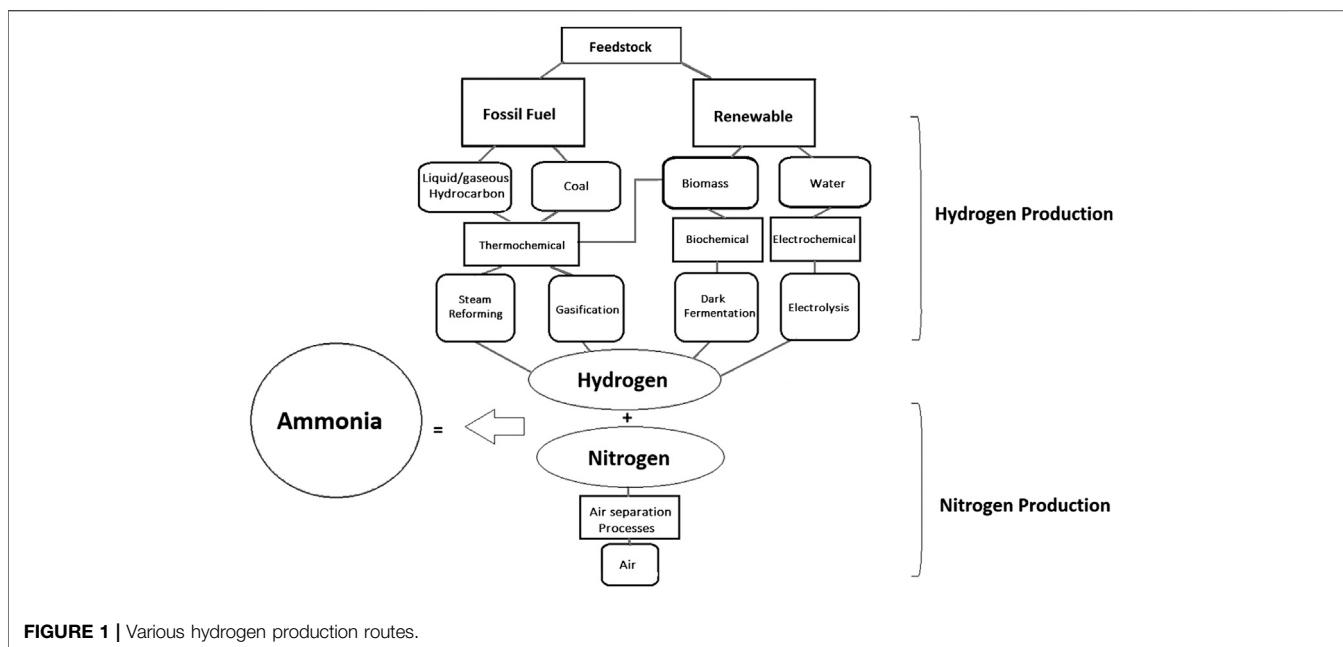 Feedstock
Fossil Fuel
Renewable
Liquid/gaseous
Hydrocarbon
Coal
Biomass
Water
Hydrogen Production
Thermochemical
Biochemical
Electrochemical
Steam
Reforming
Gasification
Dark
Fermentation
Electrolysis
Hydrogen
+
Ammonia
=
Nitrogen
Air separation
Processes
Air
Nitrogen Production
FIGURE 1 | Various hydrogen production routes.